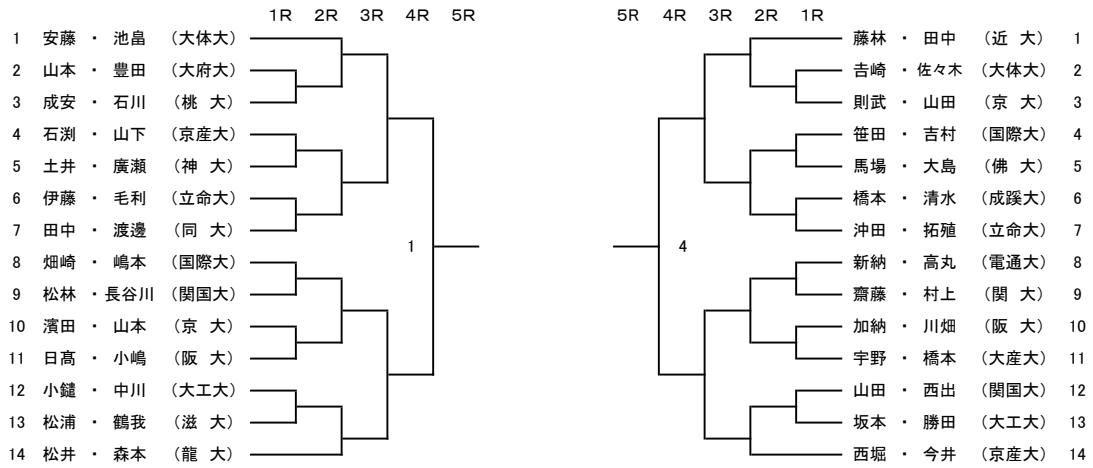 1R 2R 3R 4R 5R
1 安藤 ・ 池畠 (大体大)
2 山本 ・ 豊田 (大府大)
3 成安 ・ 石川 (桃 大)
4 石渕 ・ 山下 (京産大)
5 土井 ・ 廣瀬 (神 大)
6 伊藤 ・ 毛利 (立命大)
7 田中 ・ 渡邊 (同 大)
8 畑崎 ・ 嶋本 (国際大)
9 松林 ・ 長谷川 (関国大)
10 濱田 ・ 山本 (京 大)
11 日髙 ・ 小嶋 (阪 大)
12 小鑓 ・ 中川 (大工大)
13 松浦 ・ 鶴我 (滋 大)
14 松井 ・ 森本 (龍 大)
1
5R 4R 3R 2R 1R
藤林 ・ 田中 (近 大) 1
𠮷崎 ・ 佐々木 (大体大) 2
則武 ・ 山田 (京 大) 3
笹田 ・ 吉村 (国際大) 4
馬場 ・ 大島 (佛 大) 5
橋本 ・ 清水 (成蹊大) 6
沖田 ・ 拓殖 (立命大) 7
新納 ・ 高丸 (電通大) 8
齋藤 ・ 村上 (関 大) 9
加納 ・ 川畑 (阪 大) 10
宇野 ・ 橋本 (大産大) 11
山田 ・ 西出 (関国大) 12
坂本 ・ 勝田 (大工大) 13
西堀 ・ 今井 (京産大) 14
4